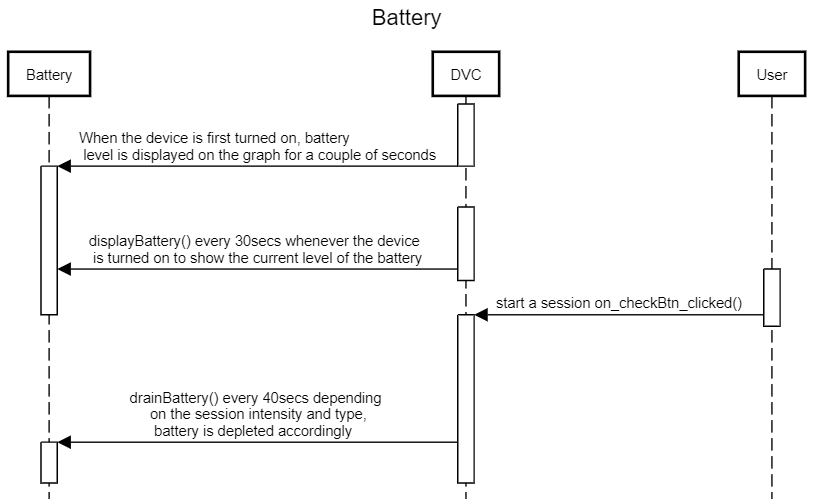 Battery
Battery
DVC
User
When the device is first turned on, battery
level is displayed on the graph for a couple of seconds
displayBattery() every 30secs whenever the device
is turned on to show the current level of the battery
start a session on_checkBtn_clicked()
drainBattery() every 40secs depending
on the session intensity and type,
battery is depleted accordingly